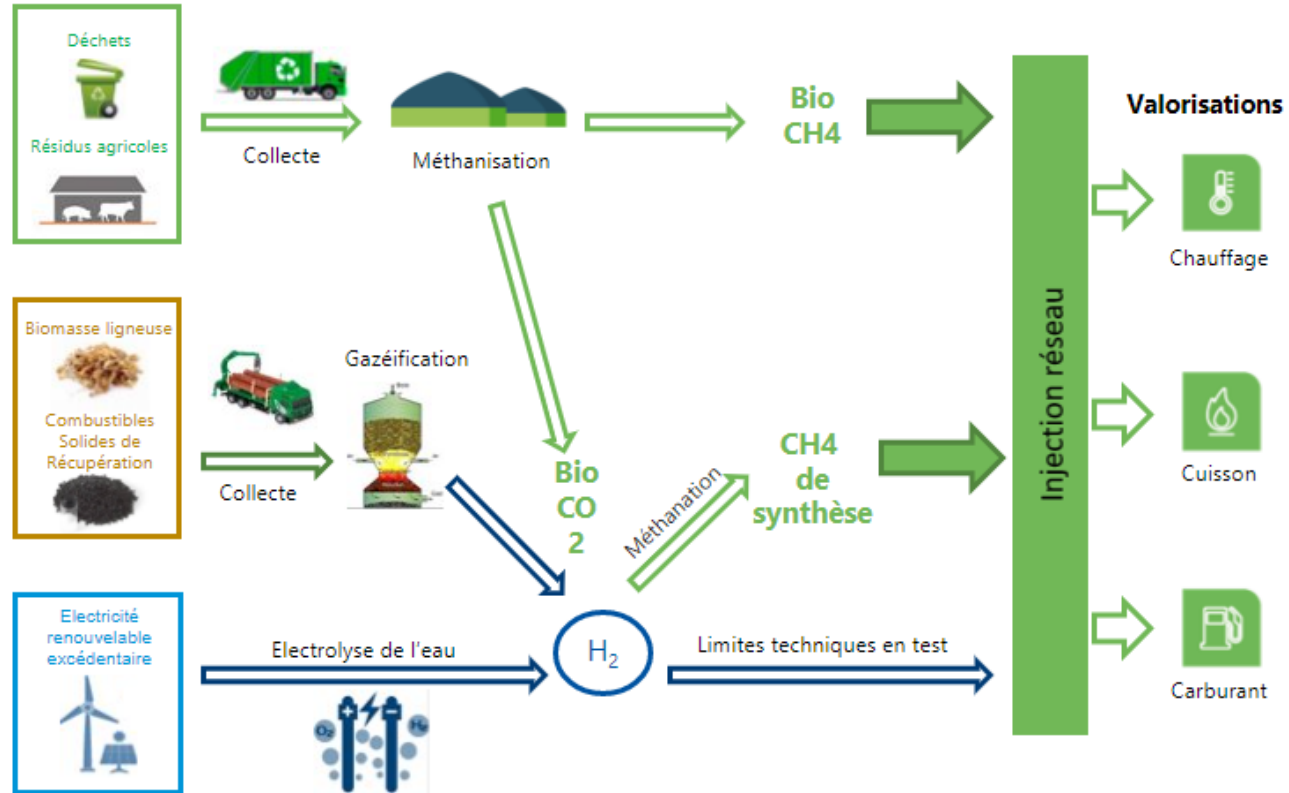 Déchets
Résidus agricoles
Collecte
Méthanisation
Bio
CH4
Biomasse ligneuse
Combustibles
Solides de
Récupération
Collecte
Gazéification
Bio
CO
2
Méthanation
CH4
de
synthèse
Electricité
renouvelable
excédentaire
Electrolyse de l'eau
O₂
H₂
Limites techniques en test
Injection réseau
Valorisations
Chauffage
Cuisson
Carburant